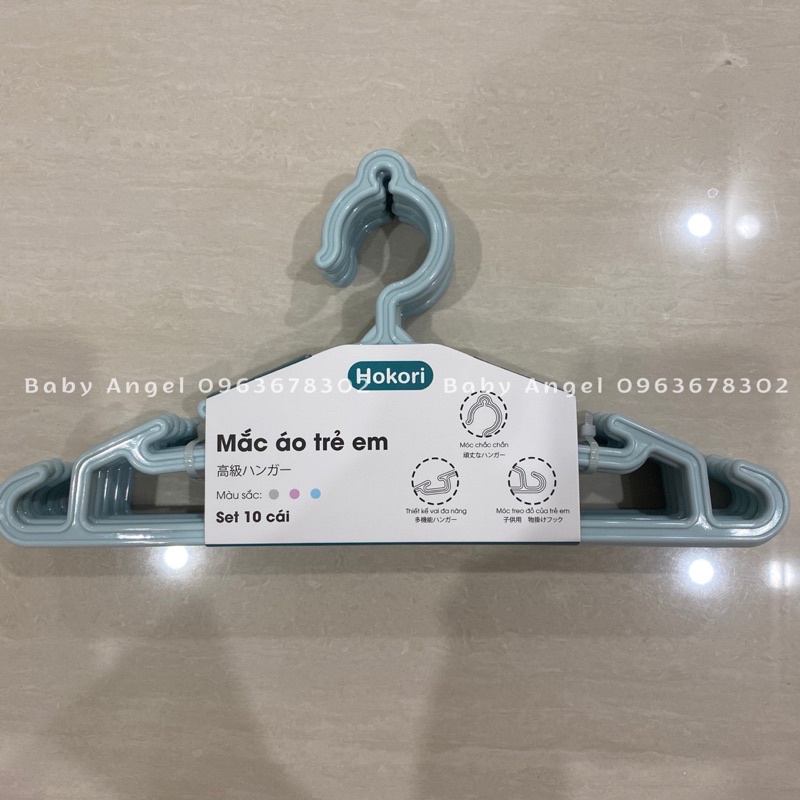 Hokori
Baby Angel 0963678302
Baby Angel 0963678302
Mắc áo trẻ em
高級ハンガー
Màu sắc:
Set 10 cái
Móc chắc chắn
頑丈なハンガー
Thiết kế vai đa năng
多機能ハンガー
Móc treo đồ của trẻ em
子供用 物掛けフック